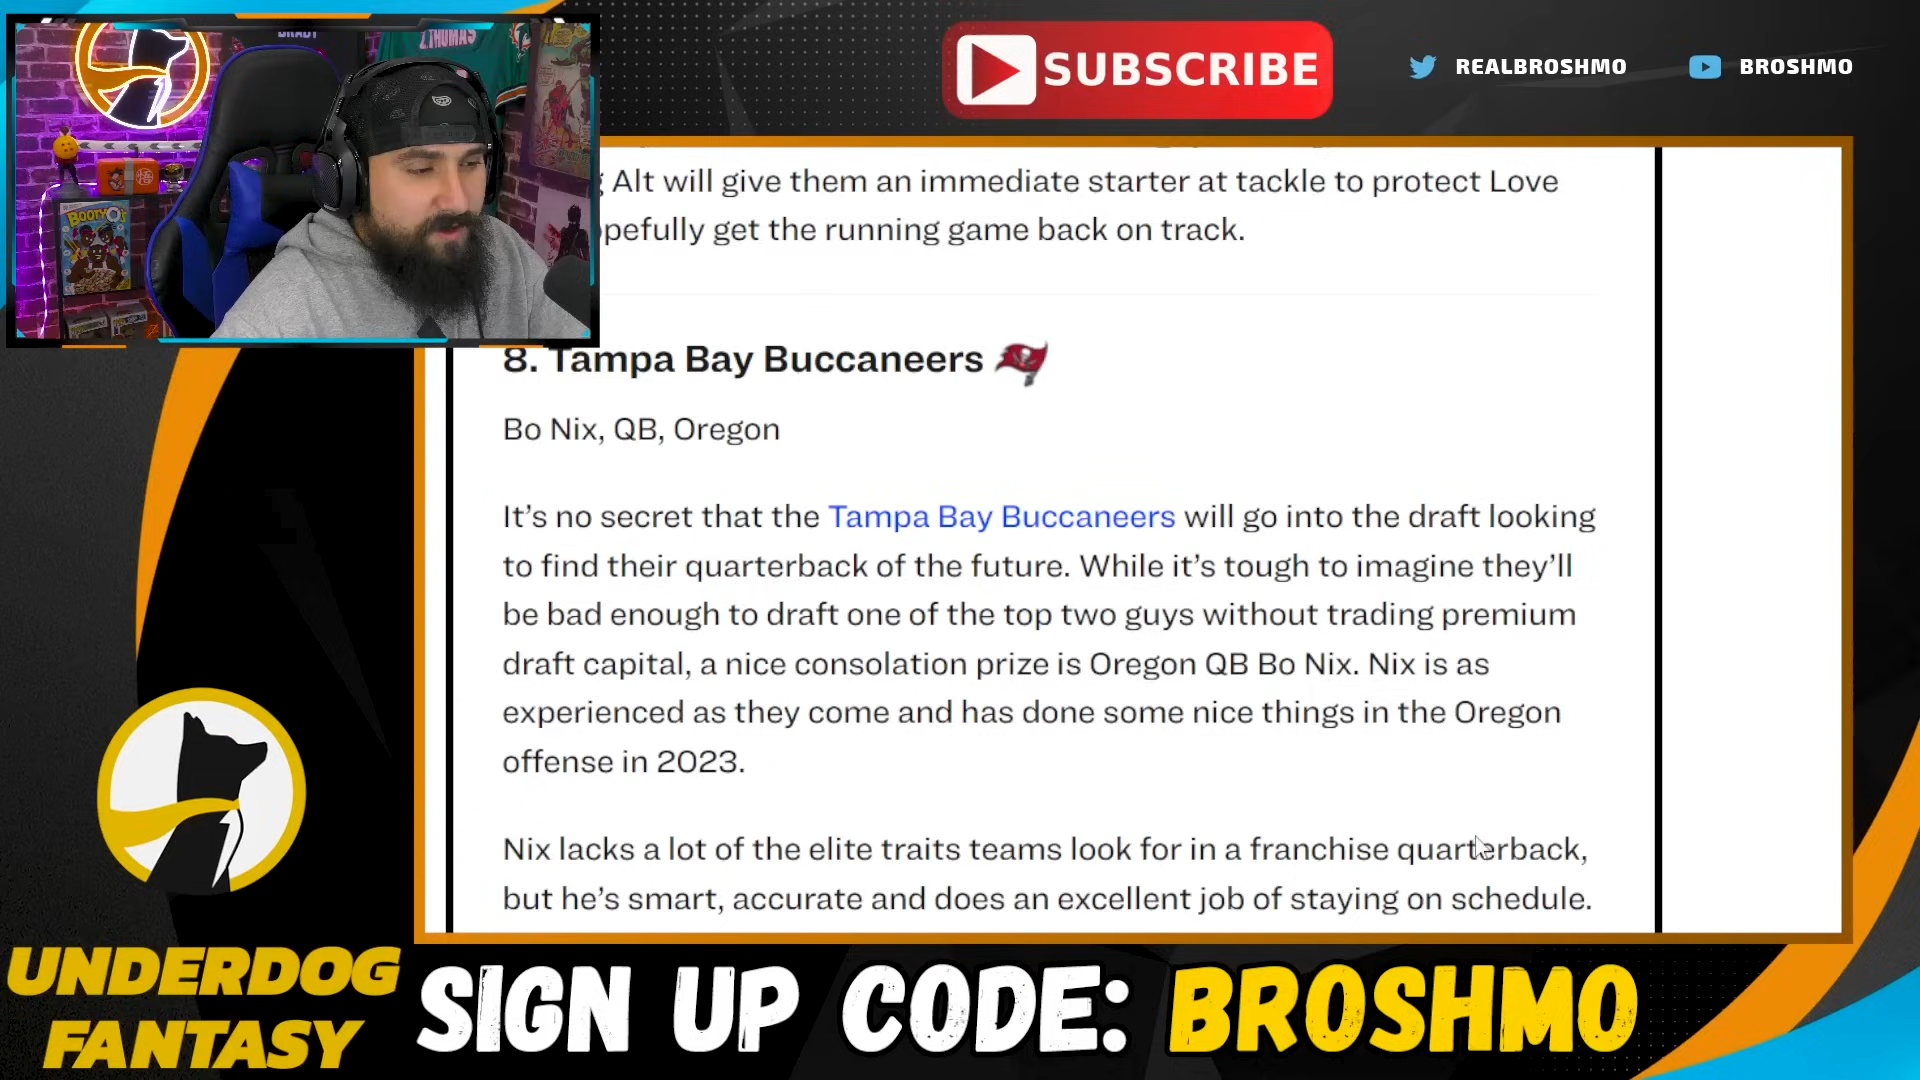 BRADY
Z.THOMAS
BOOTY O's
SUBSCRIBE
REALBROSHMO
BROSHMO
Alt will give them an immediate starter at tackle to protect Love
opefully get the running game back on track.
8. Tampa Bay Buccaneers
Bo Nix, QB, Oregon
It's no secret that the Tampa Bay Buccaneers will go into the draft looking
to find their quarterback of the future. While it's tough to imagine they'll
be bad enough to draft one of the top two guys without trading premium
draft capital, a nice consolation prize is Oregon QB Bo Nix. Nix is as
experienced as they come and has done some nice things in the Oregon
offense in 2023.
Nix lacks a lot of the elite traits teams look for in a franchise quarterback,
but he's smart, accurate and does an excellent job of staying on schedule.
UNDERDOG
FANTASY
SIGN UP CODE: BROSHMO